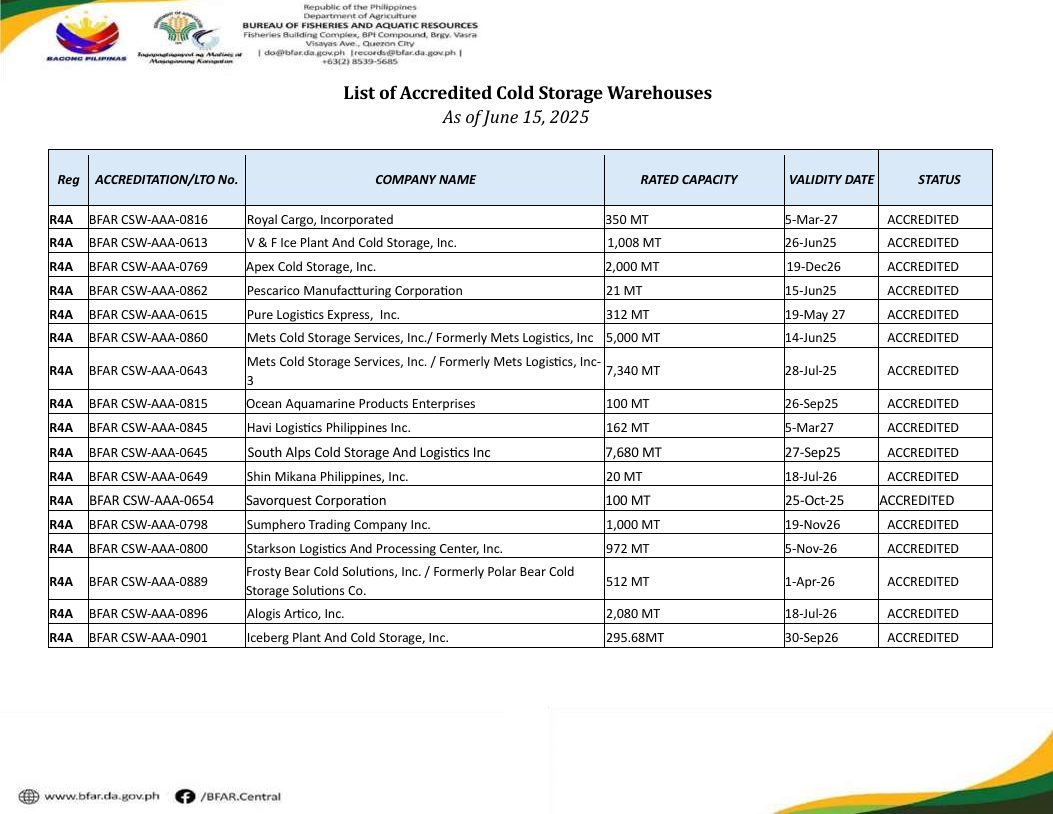 Republic of the Philippines
Department of Agriculture
BUREAU OF FISHERIES AND AQUATIC RESOURCES
Fisheries Building Complex, BPI Compound, Brgy. Vasra
Visayas Ave., Quezon City
| do@bfar.da.gov.ph |records@bfar.da.gov.ph |
+63(2) 8539-5685
BAGONG PILIPINAS
List of Accredited Cold Storage Warehouses
As of June 15, 2025
Reg ACCREDITATION/LTO No. COMPANY NAME RATED CAPACITY VALIDITY DATE STATUS
R4A BFAR CSW-AAA-0816 Royal Cargo, Incorporated 350 MT 5-Mar-27 ACCREDITED
R4A BFAR CSW-AAA-0613 V & F Ice Plant And Cold Storage, Inc. 1,008 MT 26-Jun25 ACCREDITED
R4A BFAR CSW-AAA-0769 Apex Cold Storage, Inc. 2,000 MT 19-Dec26 ACCREDITED
R4A BFAR CSW-AAA-0862 Pescarico Manufactturing Corporation 21 MT 15-Jun25 ACCREDITED
R4A BFAR CSW-AAA-0615 Pure Logistics Express, Inc. 312 MT 19-May 27 ACCREDITED
R4A BFAR CSW-AAA-0860 Mets Cold Storage Services, Inc./ Formerly Mets Logistics, Inc 5,000 MT 14-Jun25 ACCREDITED
R4A BFAR CSW-AAA-0643 Mets Cold Storage Services, Inc. / Formerly Mets Logistics, Inc-
3 7,340 MT 28-Jul-25 ACCREDITED
R4A BFAR CSW-AAA-0815 Ocean Aquamarine Products Enterprises 100 MT 26-Sep25 ACCREDITED
R4A BFAR CSW-AAA-0845 Havi Logistics Philippines Inc. 162 MT 5-Mar27 ACCREDITED
R4A BFAR CSW-AAA-0645 South Alps Cold Storage And Logistics Inc 7,680 MT 27-Sep25 ACCREDITED
R4A BFAR CSW-AAA-0649 Shin Mikana Philippines, Inc. 20 MT 18-Jul-26 ACCREDITED
R4A BFAR CSW-AAA-0654 Savorquest Corporation 100 MT 25-Oct-25 ACCREDITED
R4A BFAR CSW-AAA-0798 Sumphero Trading Company Inc. 1,000 MT 19-Nov26 ACCREDITED
R4A BFAR CSW-AAA-0800 Starkson Logistics And Processing Center, Inc. 972 MT 5-Nov-26 ACCREDITED
R4A BFAR CSW-AAA-0889 Frosty Bear Cold Solutions, Inc. / Formerly Polar Bear Cold
Storage Solutions Co. 512 MT 1-Apr-26 ACCREDITED
R4A BFAR CSW-AAA-0896 Alogis Artico, Inc. 2,080 MT 18-Jul-26 ACCREDITED
R4A BFAR CSW-AAA-0901 Iceberg Plant And Cold Storage, Inc. 295.68MT 30-Sep26 ACCREDITED
www.bfar.da.gov.ph /BFAR.Central